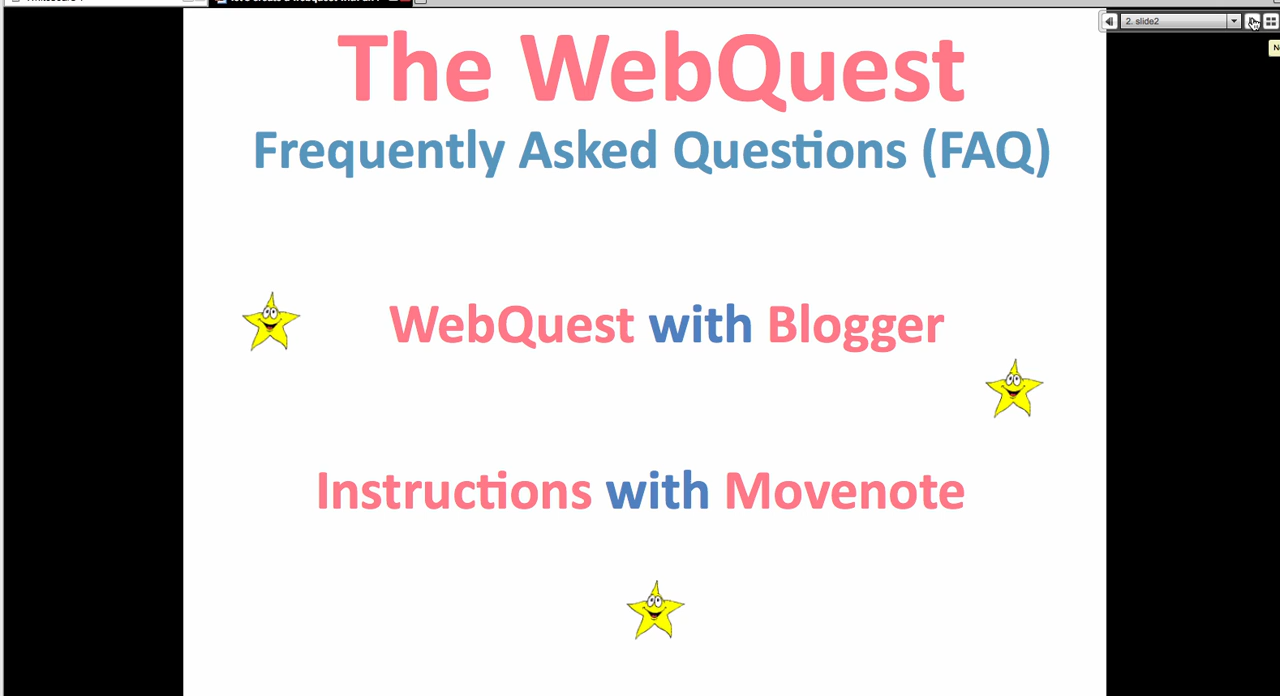 2. slide2
The WebQuest
Frequently Asked Questions (FAQ)
WebQuest with Blogger
Instructions with Movenote